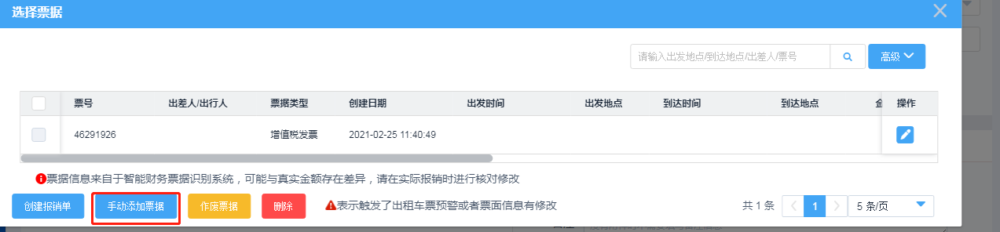 选择票据
请输入出发地点/到达地点/出差人/票号
高级
票号 出差人/出行人 票据类型 创建日期 出发时间 出发地点 到达时间 到达地点 操作
46291926 增值税发票 2021-02-25 11:40:49
票据信息来自于智能财务票据识别系统，可能与真实金额存在差异，请在实际报销时进行核对修改
创建报销单 手动添加票据 作废票据 删除 表示触发了出租车票预警或者票面信息有修改 共 1 条 1 5 条/页